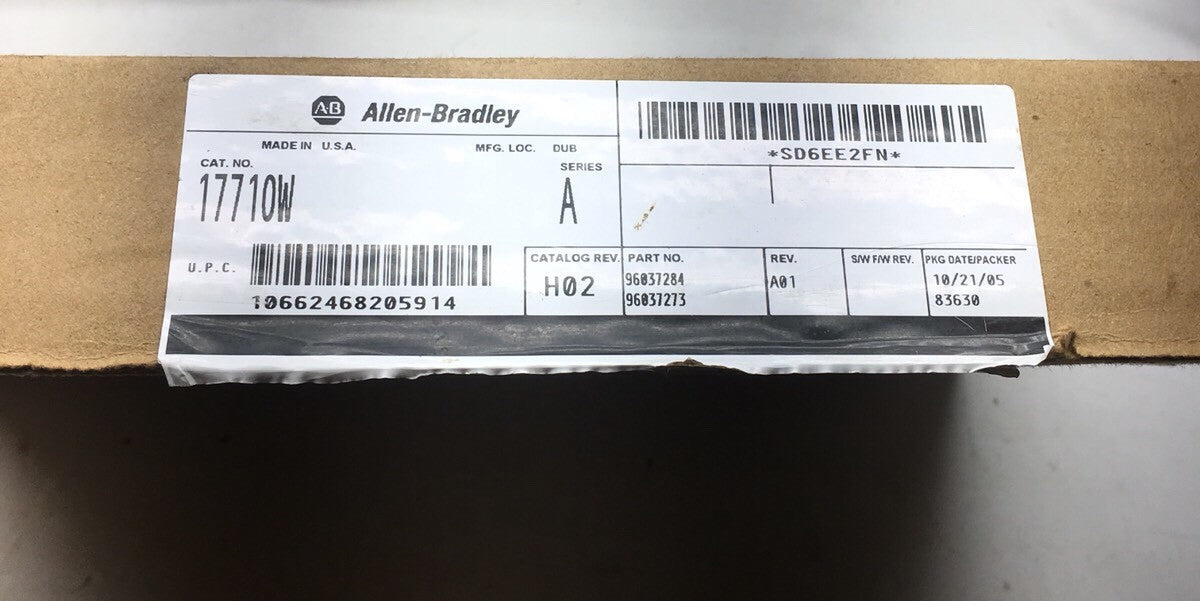 A·B Allen-Bradley
MADE IN U.S.A. MFG. LOC. DUB
CAT. NO. SERIES
1771OW A
U.P.C.
10662468205914
*SD6EE2FN*
CATALOG REV. PART NO. REV. S/W F/W REV. PKG DATE/PACKER
H02 96037284 A01 10/21/05
96037273 83630